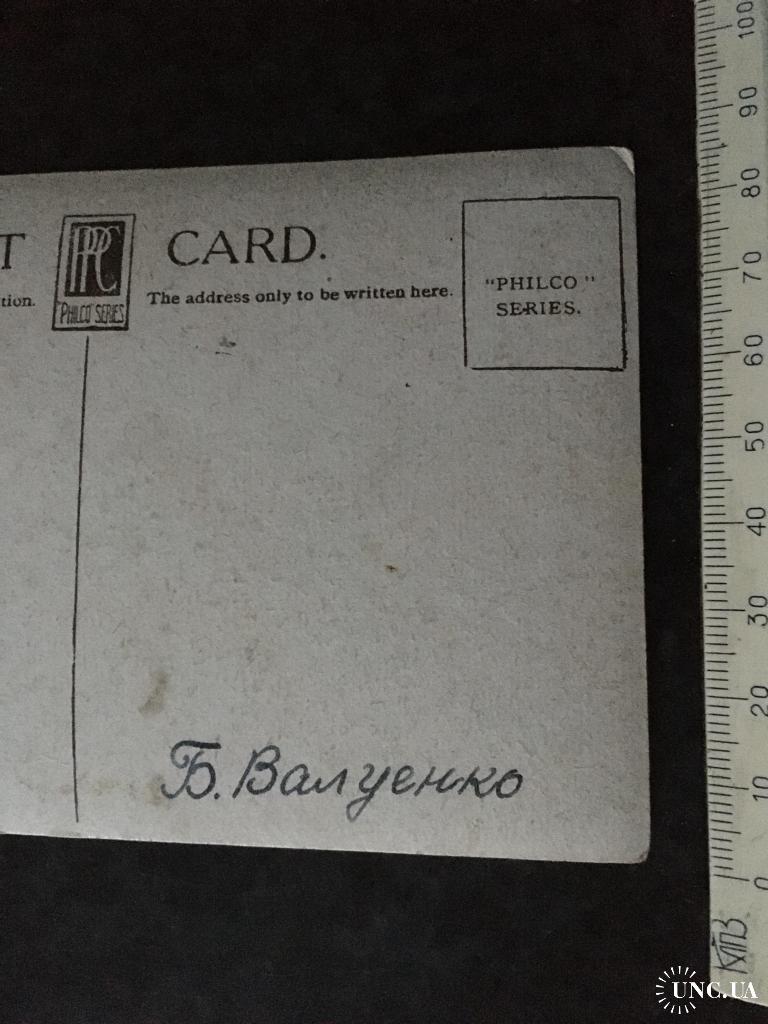 T CARD.
tion. The address only to be written here.
PPC
PHILCO SERIES
"PHILCO"
SERIES.
Б. Валуенко
100
90
80
70
60
50
40
30
20
10
0
UNC.UA